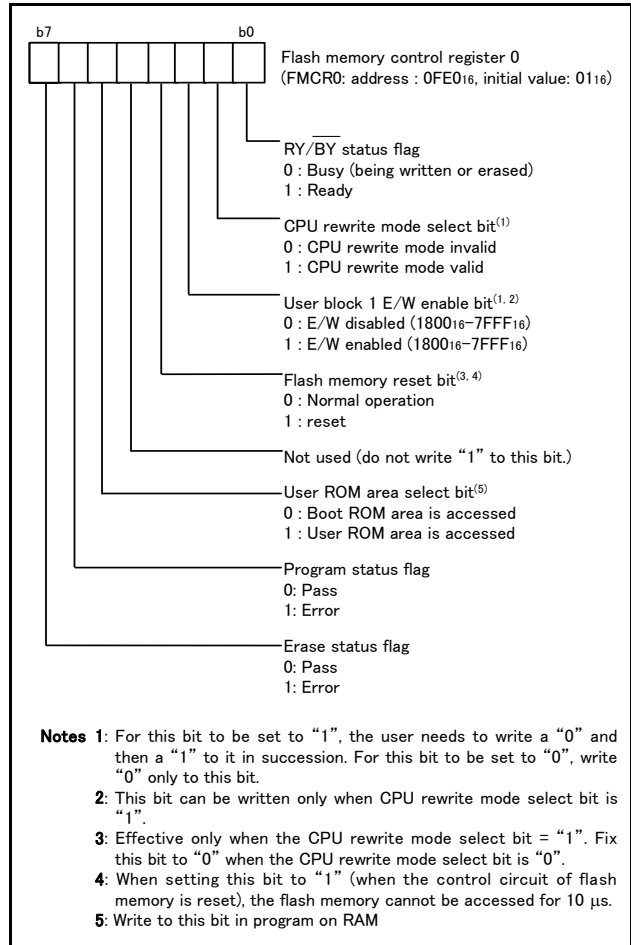 b7 b0
Flash memory control register 0
(FMCR0: address : 0FE016, initial value: 0116)
RY/BY status flag
0 : Busy (being written or erased)
1 : Ready
CPU rewrite mode select bit(1)
0 : CPU rewrite mode invalid
1 : CPU rewrite mode valid
User block 1 E/W enable bit(1, 2)
0 : E/W disabled (180016-7FFF16)
1 : E/W enabled (180016-7FFF16)
Flash memory reset bit(3, 4)
0 : Normal operation
1 : reset
Not used (do not write “1” to this bit.)
User ROM area select bit(5)
0 : Boot ROM area is accessed
1 : User ROM area is accessed
Program status flag
0: Pass
1: Error
Erase status flag
0: Pass
1: Error
Notes 1: For this bit to be set to “1”, the user needs to write a “0” and
then a “1” to it in succession. For this bit to be set to “0”, write
“0” only to this bit.
2: This bit can be written only when CPU rewrite mode select bit is
“1”.
3: Effective only when the CPU rewrite mode select bit = “1”. Fix
this bit to “0” when the CPU rewrite mode select bit is “0”.
4: When setting this bit to “1” (when the control circuit of flash
memory is reset), the flash memory cannot be accessed for 10 μs.
5: Write to this bit in program on RAM